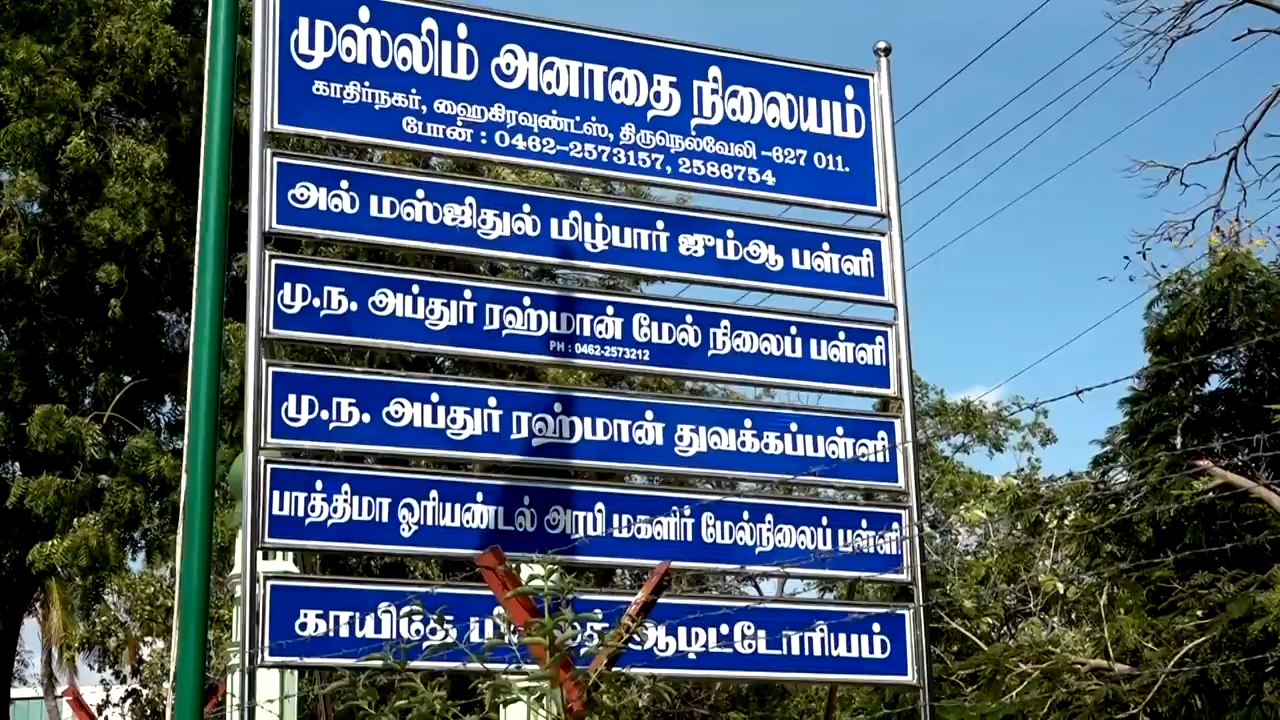 முஸ்லிம் அனாதை நிலையம்
காதிர்நகர், ஹைகிரவுண்ட்ஸ், திருநெல்வேலி -627 011.
போன் : 0462-2573157, 2586754
அல் மஸ்ஜிதுல் மிழ்பார் ஜும்ஆ பள்ளி
மு.ந. அப்துர் ரஹ்மான் மேல் நிலைப் பள்ளி
PH : 0462-2573212
மு.ந. அப்துர் ரஹ்மான் துவக்கப்பள்ளி
பாத்திமா ஓரியண்டல் அரபி மகளிர் மேல்நிலைப் பள்ளி
காயிதே ஆடிட்டோரியம்